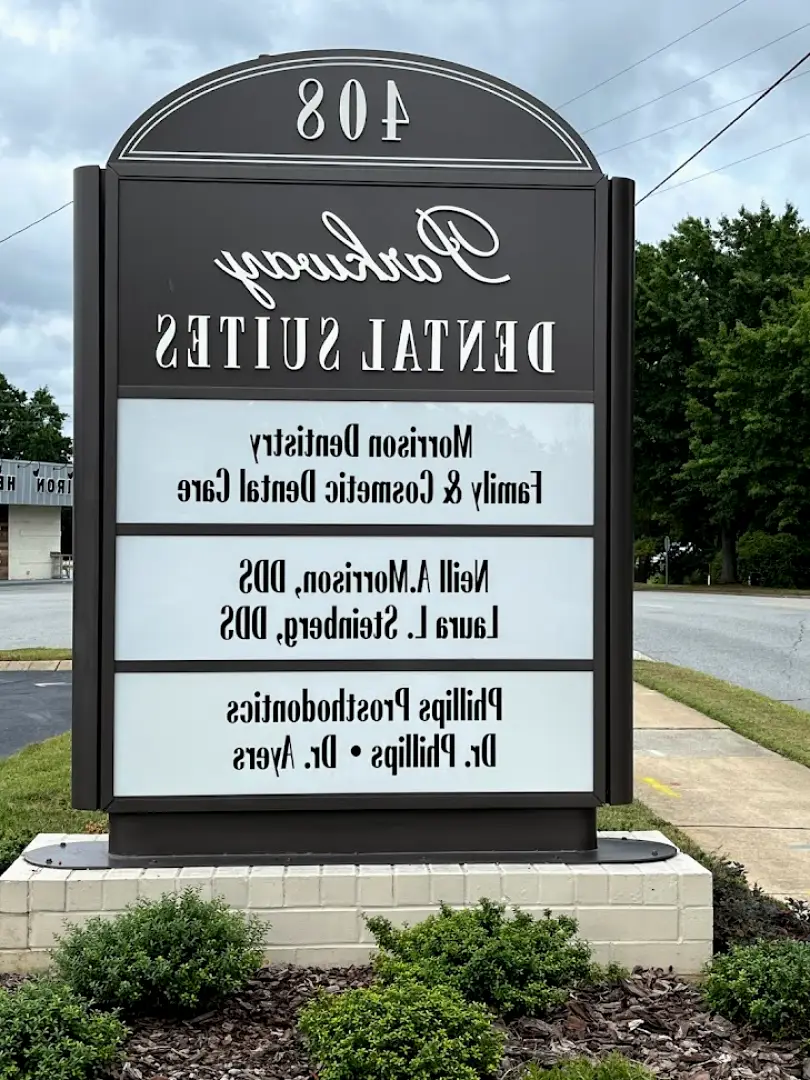 408
Parkway
DENTAL SUITES
Morrison Dentistry
Family & Cosmetic Dental Care
Neill A.Morrison, DDS
Laura L. Steinberg, DDS
Phillips Prosthodontics
Dr. Phillips • Dr. Ayers
IRON